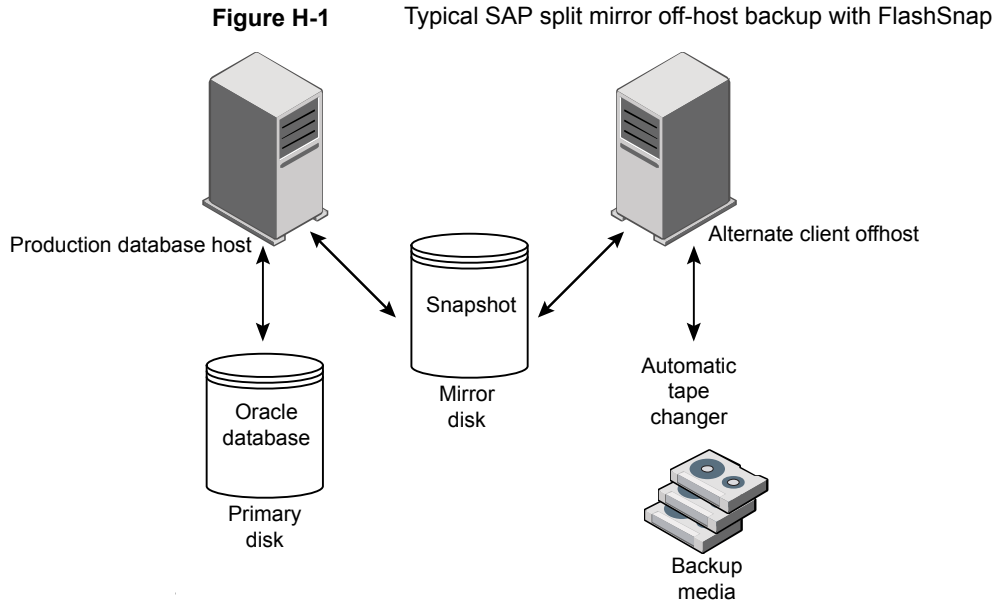 Figure H-1 Typical SAP split mirror off-host backup with FlashSnap
Production database host
Alternate client offhost
Snapshot
Mirror
disk
Automatic
tape
changer
Oracle
database
Primary
disk
Backup
media